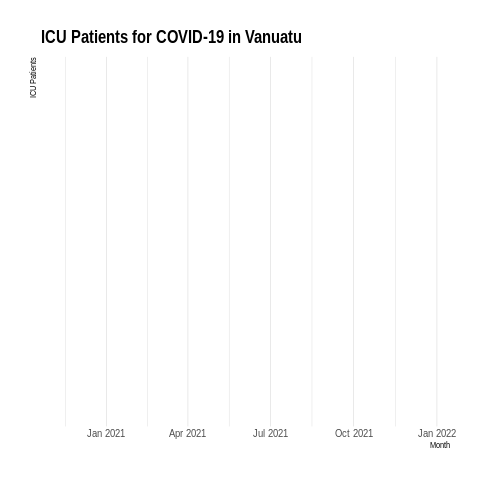 ICU Patients for COVID-19 in Vanuatu
ICU Patients
Jan 2021 Apr 2021 Jul 2021 Oct 2021 Jan 2022
Month